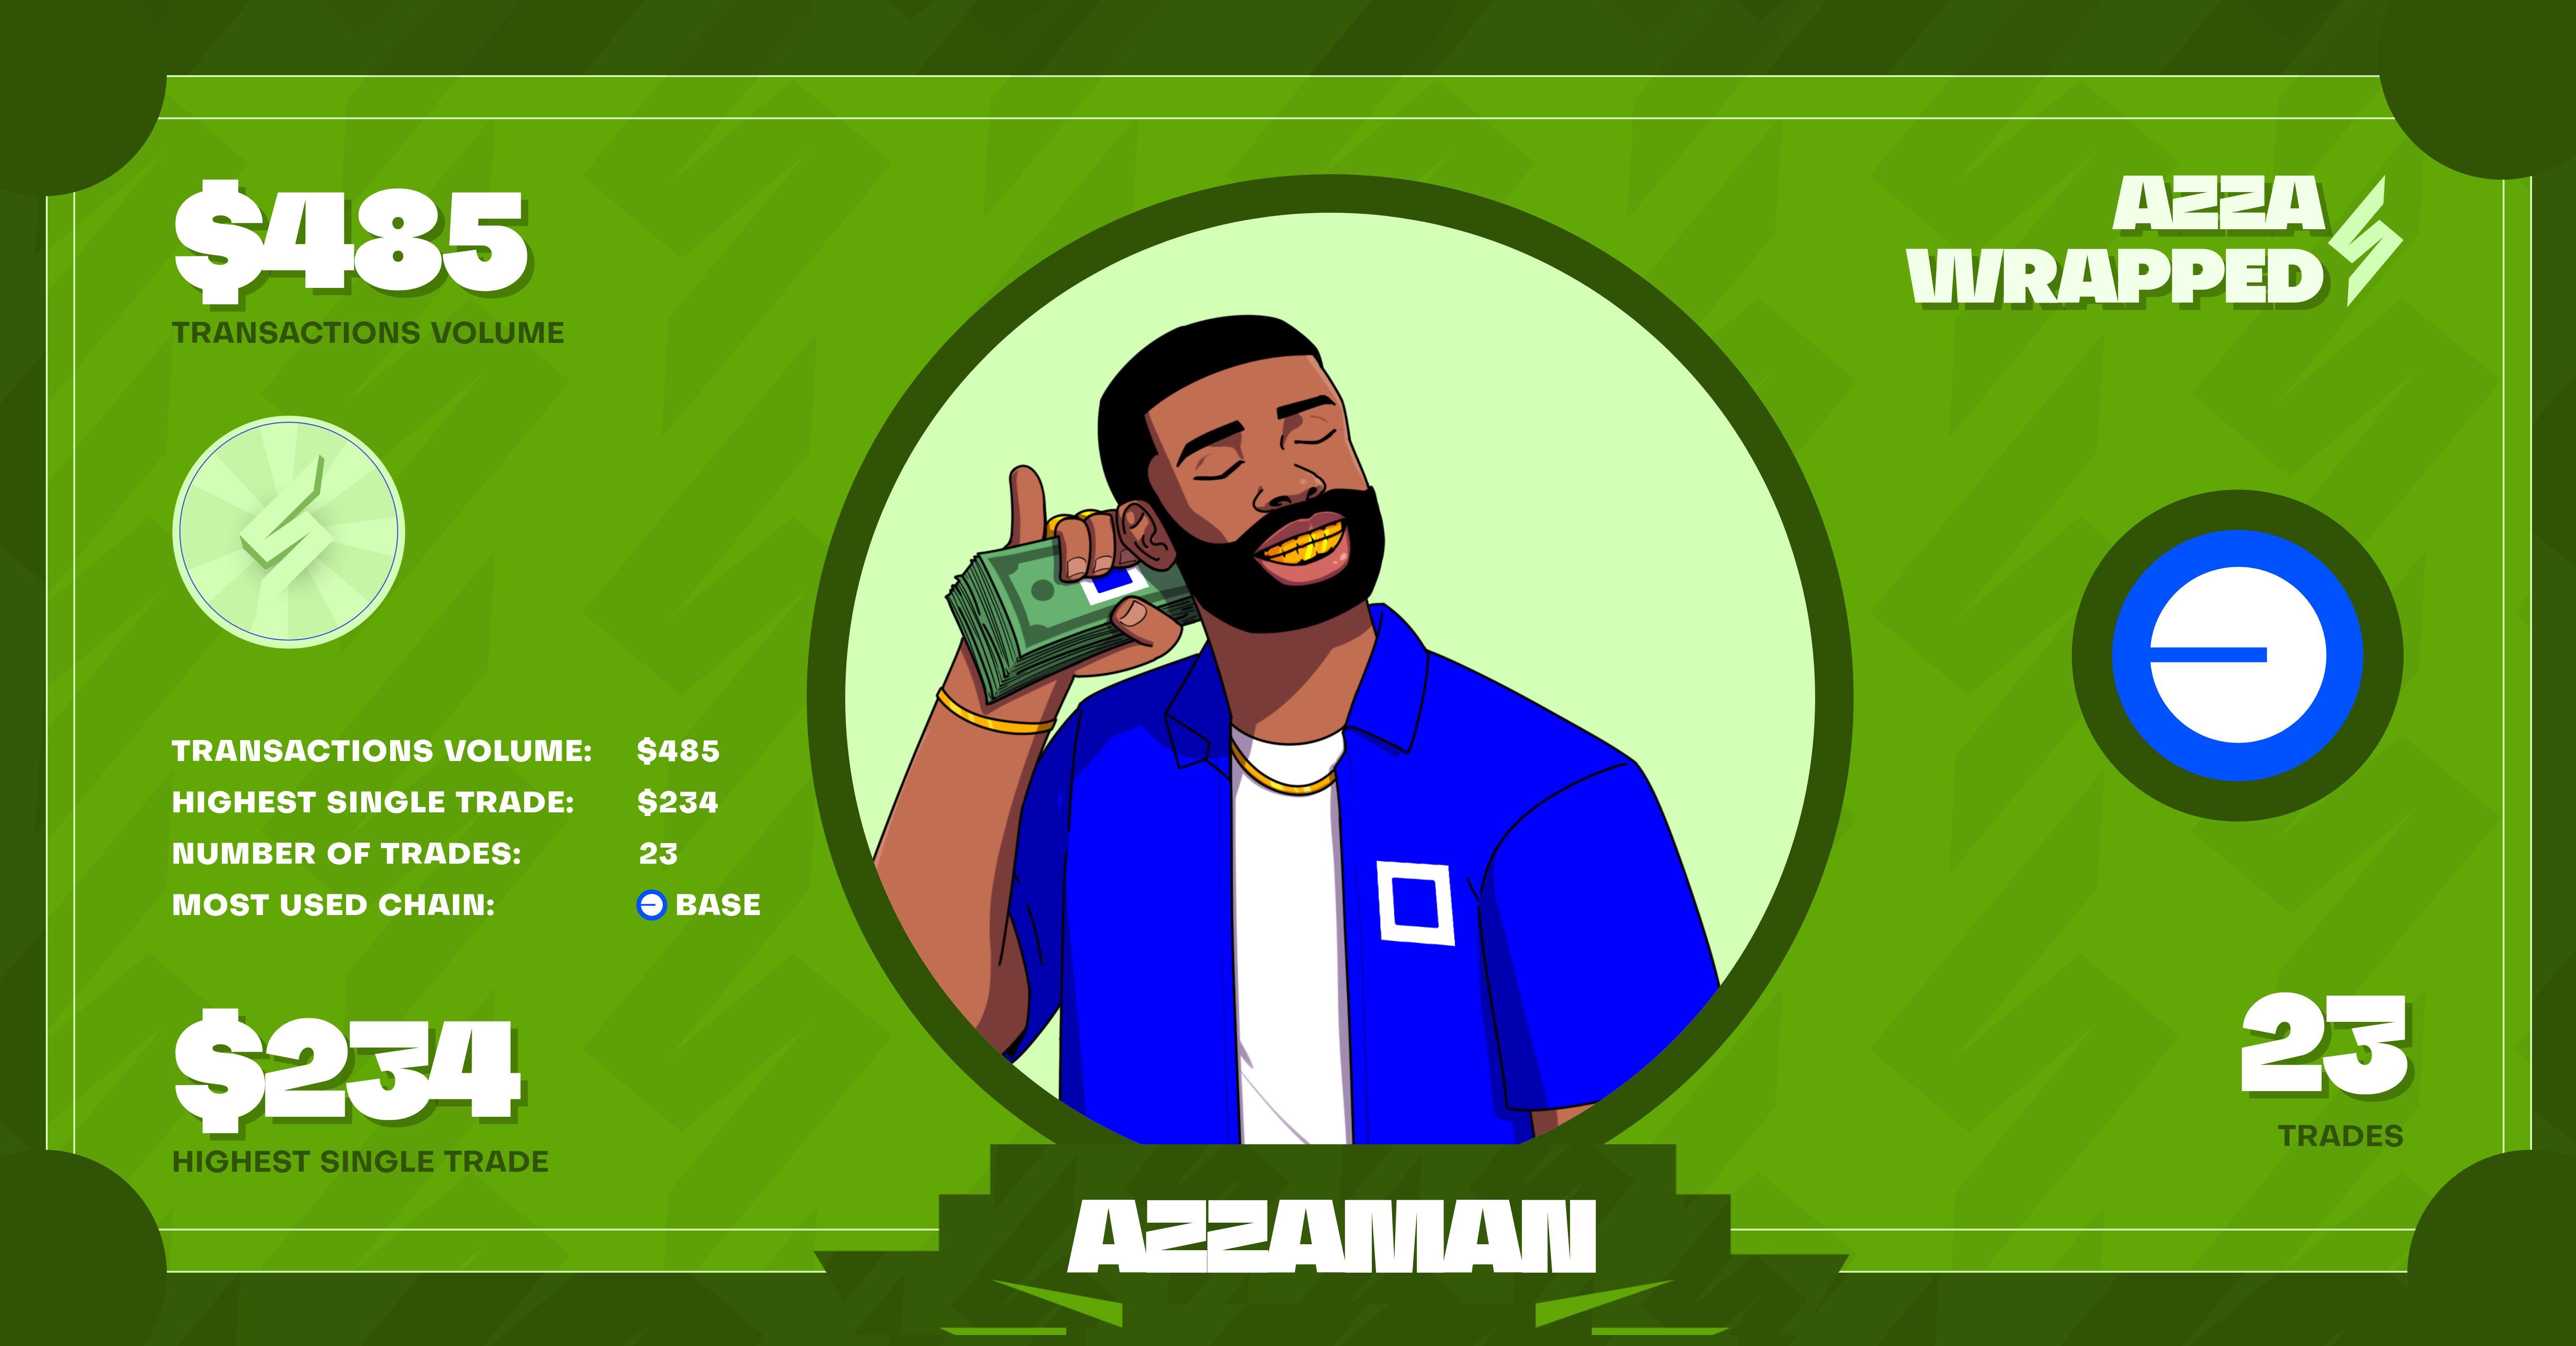 $485
TRANSACTIONS VOLUME
AZZA
WRAPPED
TRANSACTIONS VOLUME: $485
HIGHEST SINGLE TRADE: $234
NUMBER OF TRADES: 23
MOST USED CHAIN: BASE
$234
HIGHEST SINGLE TRADE
23
TRADES
AZZAMAN